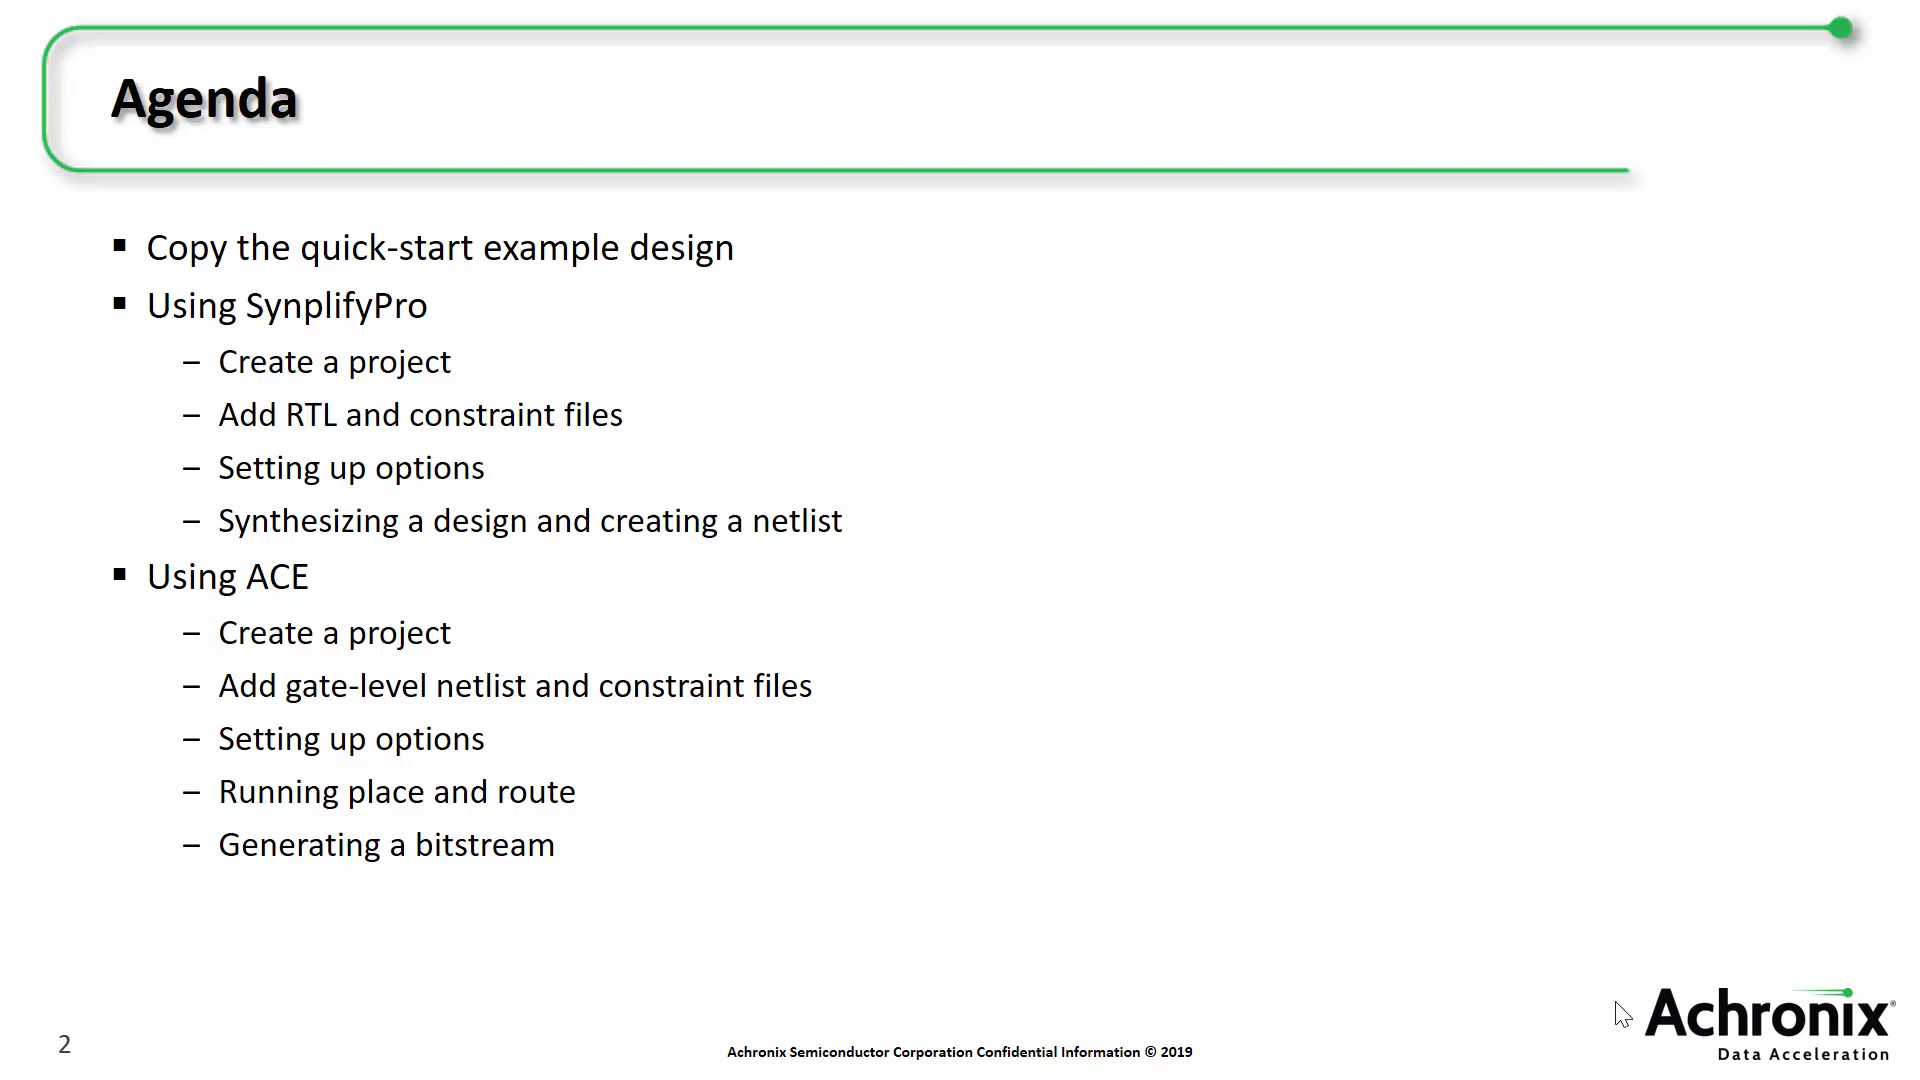 Agenda
▪ Copy the quick-start example design
▪ Using SynplifyPro
– Create a project
– Add RTL and constraint files
– Setting up options
– Synthesizing a design and creating a netlist
▪ Using ACE
– Create a project
– Add gate-level netlist and constraint files
– Setting up options
– Running place and route
– Generating a bitstream
2
Achronix Semiconductor Corporation Confidential Information © 2019
Achronix®
Data Acceleration